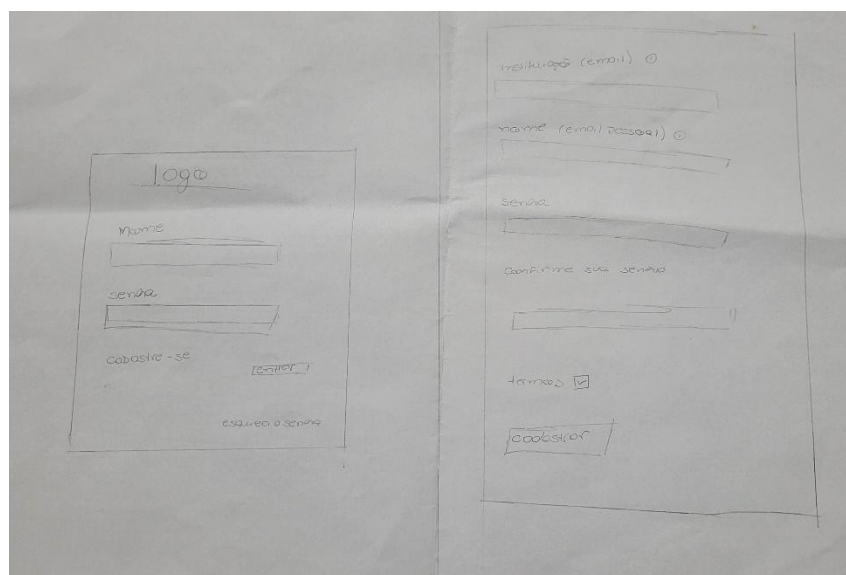 logo
Nome
senha
cadastre-se
entrar
esqueci a senha
instituição (email)
nome (email pessoal)
senha
confirme sua senha
termos
cadastrar